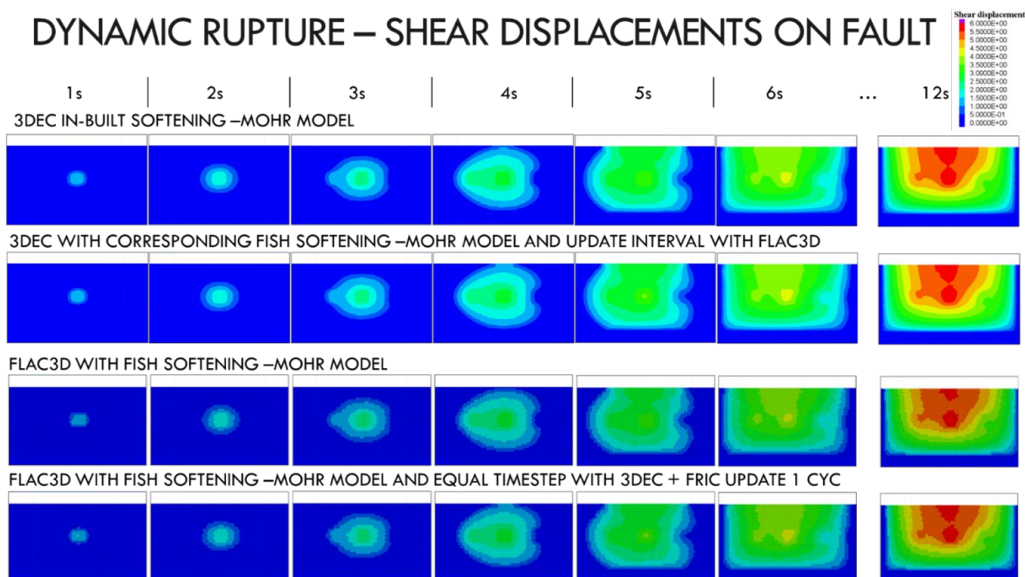 DYNAMIC RUPTURE – SHEAR DISPLACEMENTS ON FAULT
Shear displacement
6.0000E+00
5.5000E+00
5.0000E+00
4.5000E+00
4.0000E+00
3.5000E+00
3.0000E+00
2.5000E+00
2.0000E+00
1.5000E+00
1.0000E+00
5.0000E-01
0.0000E+00
1s 2s 3s 4s 5s 6s ... 12s
3DEC IN-BUILT SOFTENING –MOHR MODEL
3DEC WITH CORRESPONDING FISH SOFTENING –MOHR MODEL AND UPDATE INTERVAL WITH FLAC3D
FLAC3D WITH FISH SOFTENING –MOHR MODEL
FLAC3D WITH FISH SOFTENING –MOHR MODEL AND EQUAL TIMESTEP WITH 3DEC + FRIC UPDATE 1 CYC